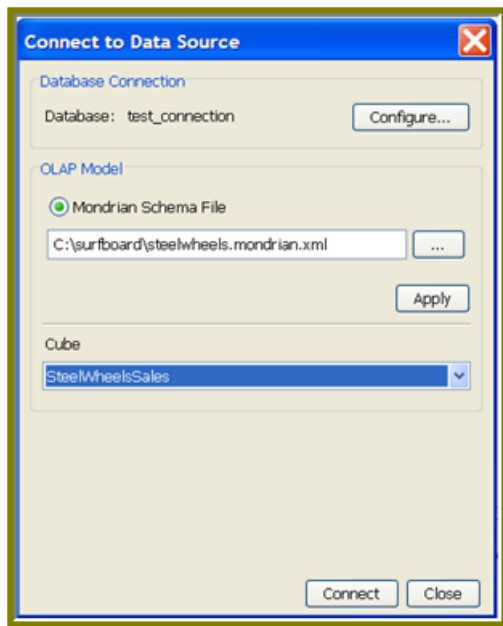 Connect to Data Source
Database Connection
Database: test_connection
Configure...
OLAP Model
Mondrian Schema File
C:\surfboard\steelwheels.mondrian.xml
...
Apply
Cube
SteelWheelsSales
Connect
Close